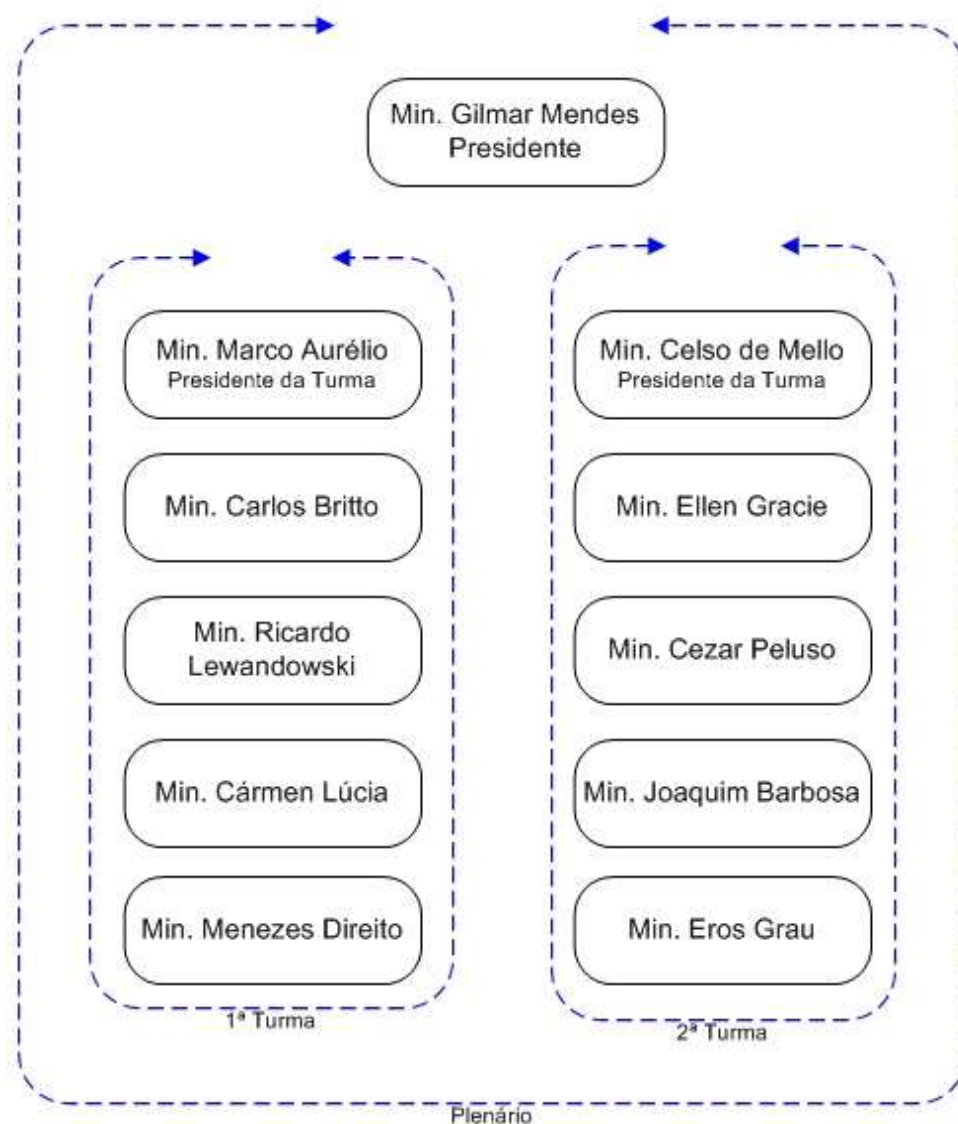 Min. Gilmar Mendes
Presidente
Min. Marco Aurélio
Presidente da Turma
Min. Carlos Britto
Min. Ricardo
Lewandowski
Min. Cármen Lúcia
Min. Menezes Direito
1ª Turma
Min. Celso de Mello
Presidente da Turma
Min. Ellen Gracie
Min. Cezar Peluso
Min. Joaquim Barbosa
Min. Eros Grau
2ª Turma
Plenário